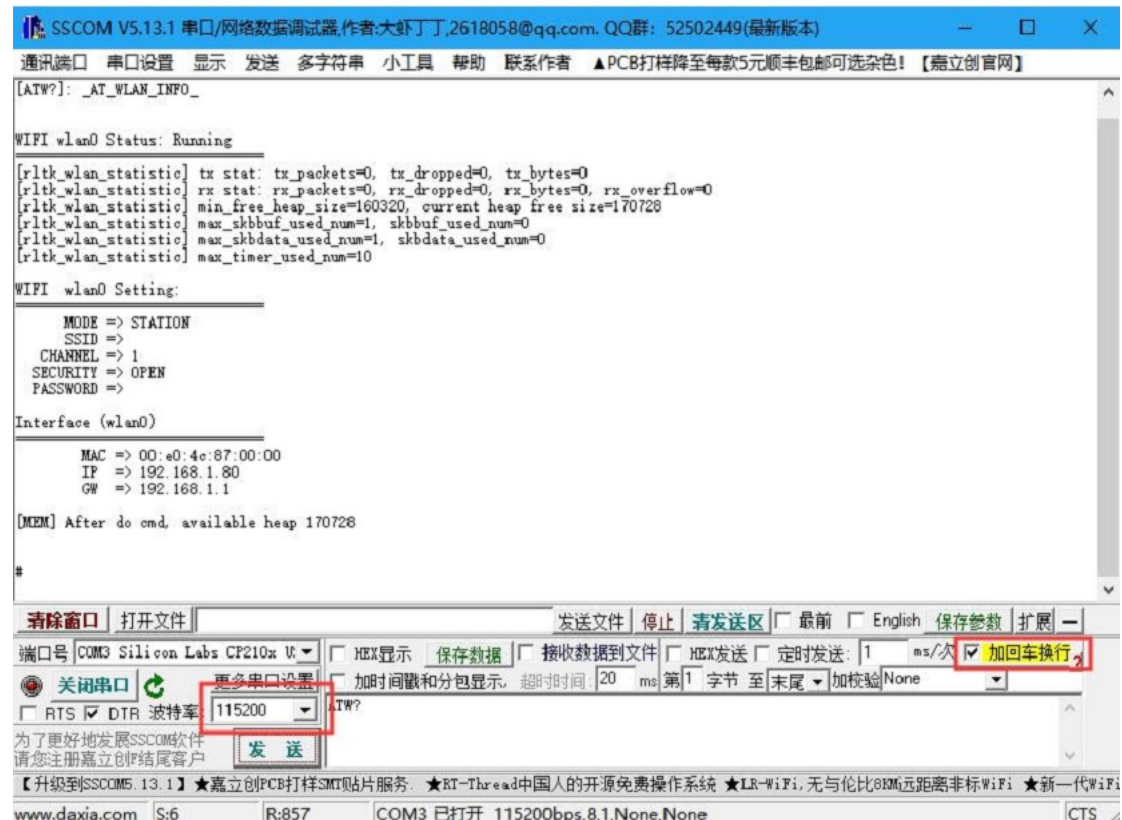 SSCOM V5.13.1 串口/网络数据调试器,作者:大虾丁丁,2618058@qq.com. QQ群: 52502449(最新版本)
通讯端口 串口设置 显示 发送 多字符串 小工具 帮助 联系作者 ▲PCB打样降至每款5元顺丰包邮可选杂色!【嘉立创官网】
[ATW?]: _AT_WLAN_INFO_
WIFI wlan0 Status: Running
[rltk_wlan_statistic] tx stat: tx_packets=0, tx_dropped=0, tx_bytes=0
[rltk_wlan_statistic] rx stat: rx_packets=0, rx_dropped=0, rx_bytes=0, rx_overflow=0
[rltk_wlan_statistic] min_free_heap_size=160320, current heap free size=170728
[rltk_wlan_statistic] max_skbbuf_used_num=1, skbbuf_used_num=0
[rltk_wlan_statistic] max_skbdata_used_num=1, skbdata_used_num=0
[rltk_wlan_statistic] max_timer_used_num=10
WIFI wlan0 Setting:
MODE => STATION
SSID =>
CHANNEL => 1
SECURITY => OPEN
PASSWORD =>
Interface (wlan0)
MAC => 00:e0:4c:87:00:00
IP => 192.168.1.80
GW => 192.168.1.1
[MEM] After do cmd, available heap 170728
#
清除窗口 打开文件 发送文件 停止 清发送区 最前 English 保存参数 扩展 —
端口号 COM3 Silicon Labs CP210x HEX显示 保存数据 接收数据到文件 HEX发送 定时发送: 1 ms/次 加回车换行
关闭串口 更多串口设置 加时间戳和分包显示, 超时时间: 20 ms 第1 字节 至 末尾 加校验 None
RTS DTR 波特率: 115200 ATW?
为了更好地发展SSCOM软件
请您注册嘉立创F结尾客户
发 送
【升级到SSCOM5.13.1】★嘉立创PCB打样SMT贴片服务. ★RT-Thread中国人的开源免费操作系统 ★LR-WiFi,无与伦比8KM远距离非标WiFi ★新一代WiFi
www.daxia.com S:6 R:857 COM3 已打开 115200bps,8,1,None,None CTS